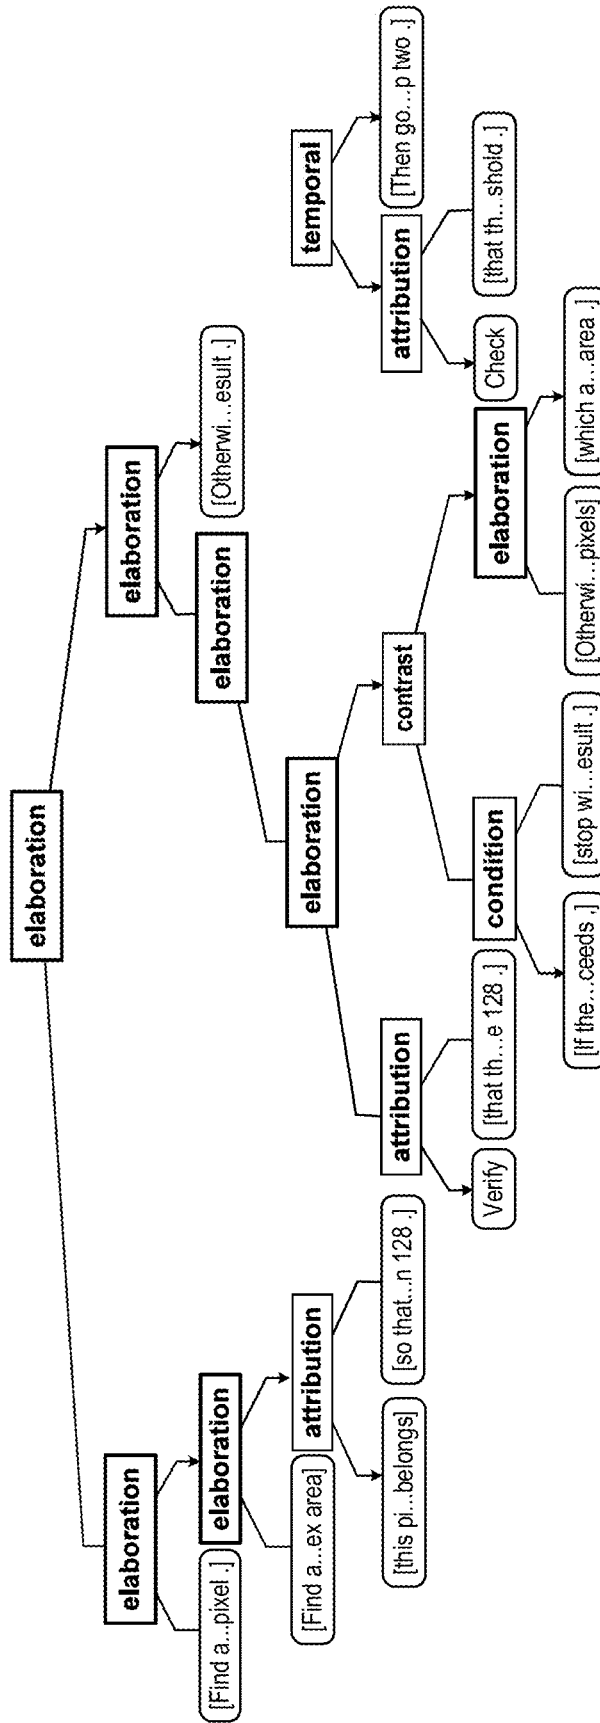 elaboration
elaboration
elaboration
[Find a...pixel .]
elaboration
elaboration
[Otherwi...esult .]
[Find a...ex area]
attribution
elaboration
temporal
[this pi...belongs]
[so that...n 128 .]
attribution
contrast
attribution
[Then go...p two .]
Verify
[that th...e 128 .]
condition
elaboration
Check
[that th...shold .]
[If the...ceeds .]
[stop wi...esult .]
[Otherwi...pixels]
[which a...area .]